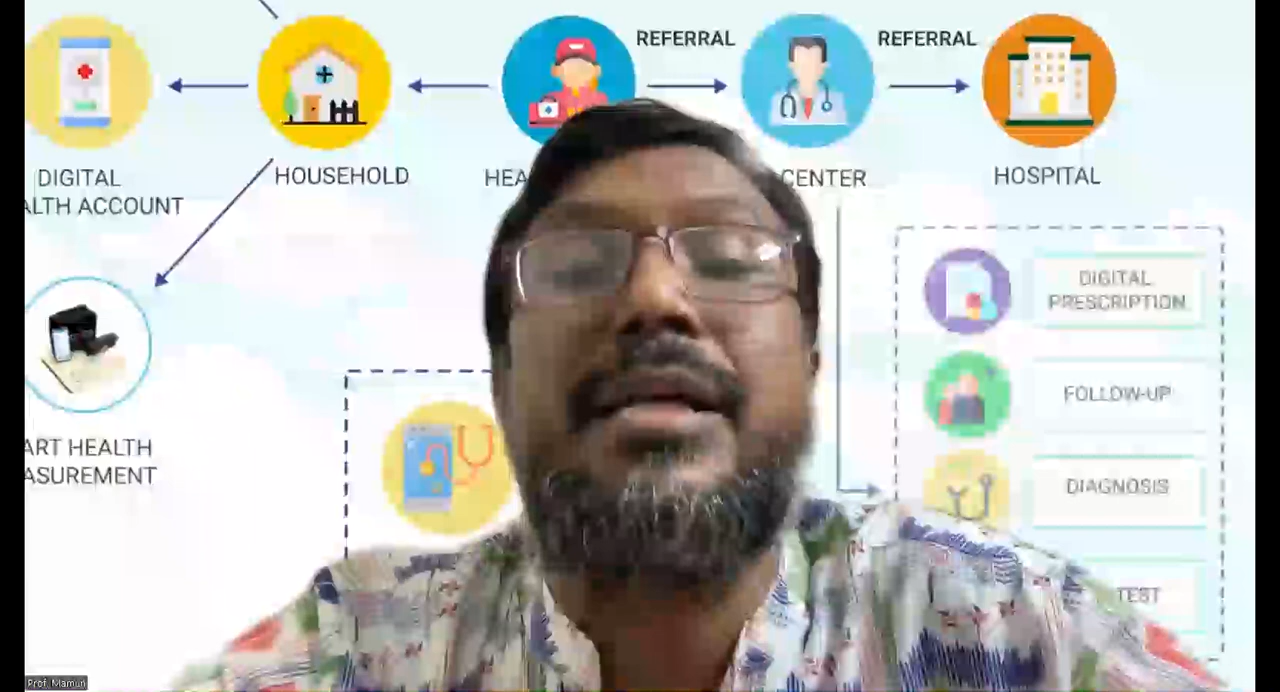 REFERRAL
REFERRAL
DIGITAL
ALTH ACCOUNT
HOUSEHOLD
HEA
CENTER
HOSPITAL
ART HEALTH
ASUREMENT
DIGITAL
PRESCRIPTION
FOLLOW-UP
DIAGNOSIS
TEST
Prof. Mamun